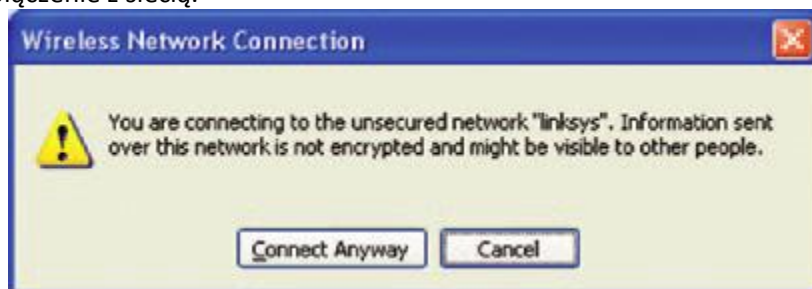 z siecią.
Wireless Network Connection
You are connecting to the unsecured network "linksys". Information sent
over this network is not encrypted and might be visible to other people.
Connect Anyway Cancel